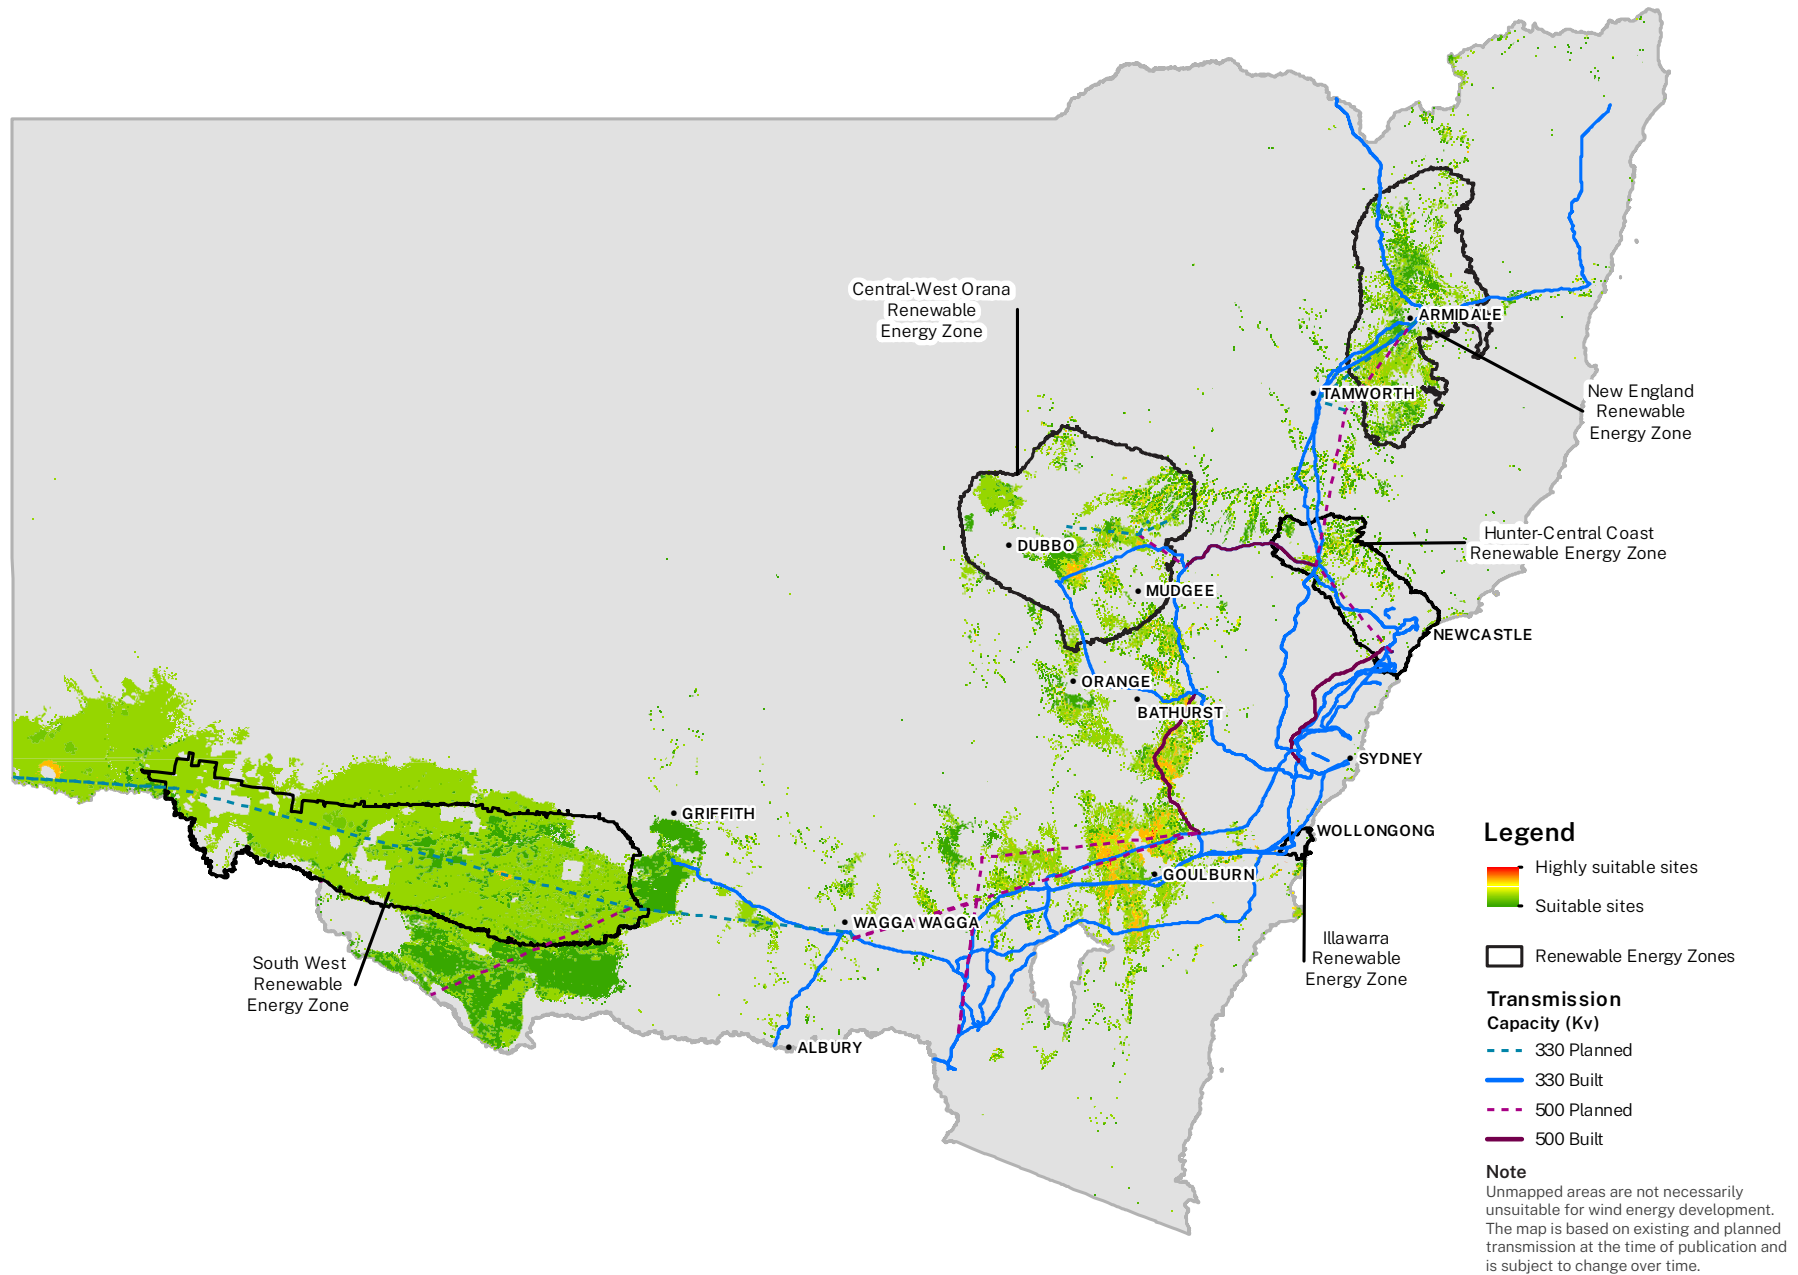 Central-West Orana
Renewable
Energy Zone
ARMIDALE
TAMWORTH
New England
Renewable
Energy Zone
DUBBO
MUDGEE
Hunter-Central Coast
Renewable Energy Zone
NEWCASTLE
ORANGE
BATHURST
SYDNEY
GRIFFITH
WOLLONGONG
GOULBURN
WAGGA WAGGA
South West
Renewable
Energy Zone
Illawarra
Renewable
Energy Zone
ALBURY
Legend
Highly suitable sites
Suitable sites
Renewable Energy Zones
Transmission
Capacity (Kv)
330 Planned
330 Built
500 Planned
500 Built
Note
Unmapped areas are not necessarily
unsuitable for wind energy development.
The map is based on existing and planned
transmission at the time of publication and
is subject to change over time.